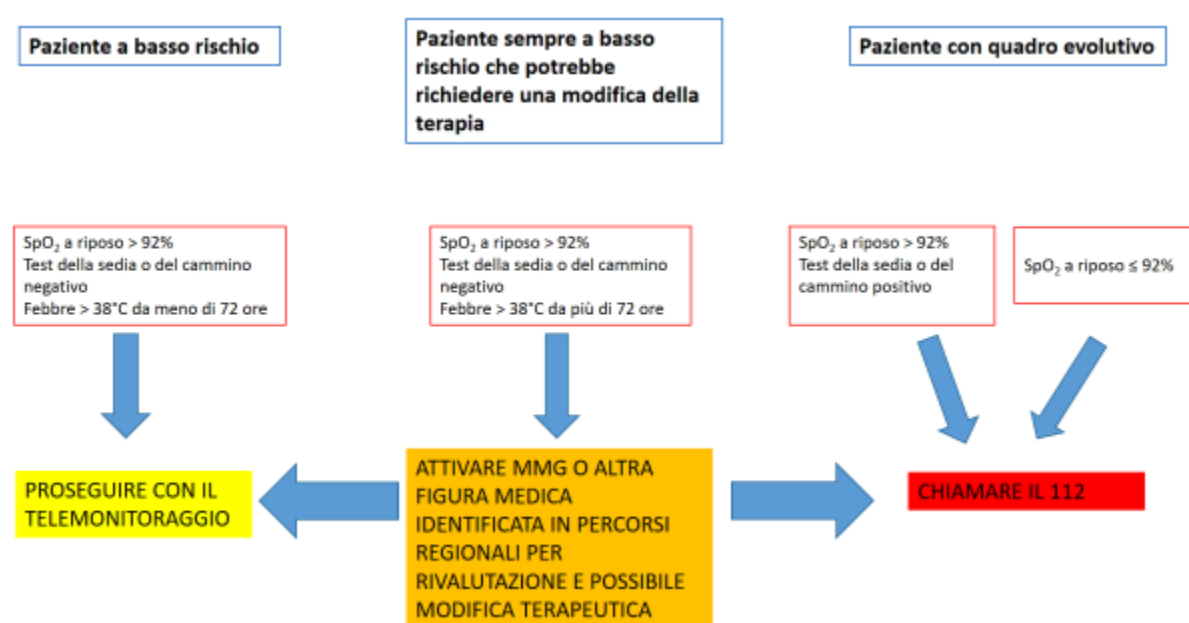 Paziente a basso rischio
Paziente sempre a basso
rischio che potrebbe
richiedere una modifica della
terapia
Paziente con quadro evolutivo
SpO₂ a riposo > 92%
Test della sedia o del cammino
negativo
Febbre > 38°C da meno di 72 ore
SpO₂ a riposo > 92%
Test della sedia o del cammino
negativo
Febbre > 38°C da più di 72 ore
SpO₂ a riposo > 92%
Test della sedia o del
cammino positivo
SpO₂ a riposo ≤ 92%
PROSEGUIRE CON IL
TELEMONITORAGGIO
ATTIVARE MMG O ALTRA
FIGURA MEDICA
IDENTIFICATA IN PERCORSI
REGIONALI PER
RIVALUTAZIONE E POSSIBILE
MODIFICA TERAPEUTICA
CHIAMARE IL 112